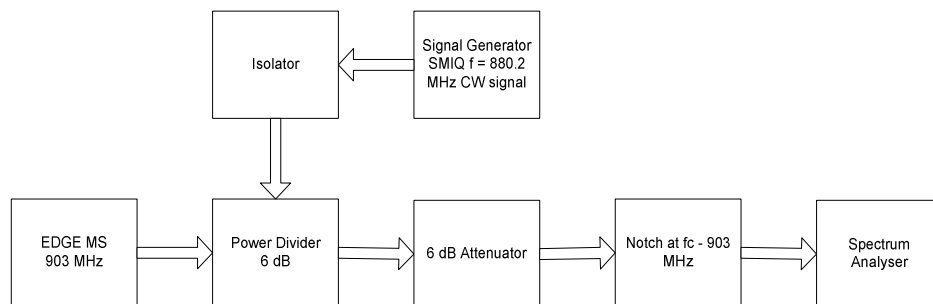 Isolator
Signal Generator
SMIQ f = 880.2
MHz CW signal
EDGE MS
903 MHz
Power Divider
6 dB
6 dB Attenuator
Notch at fc - 903
MHz
Spectrum
Analyser